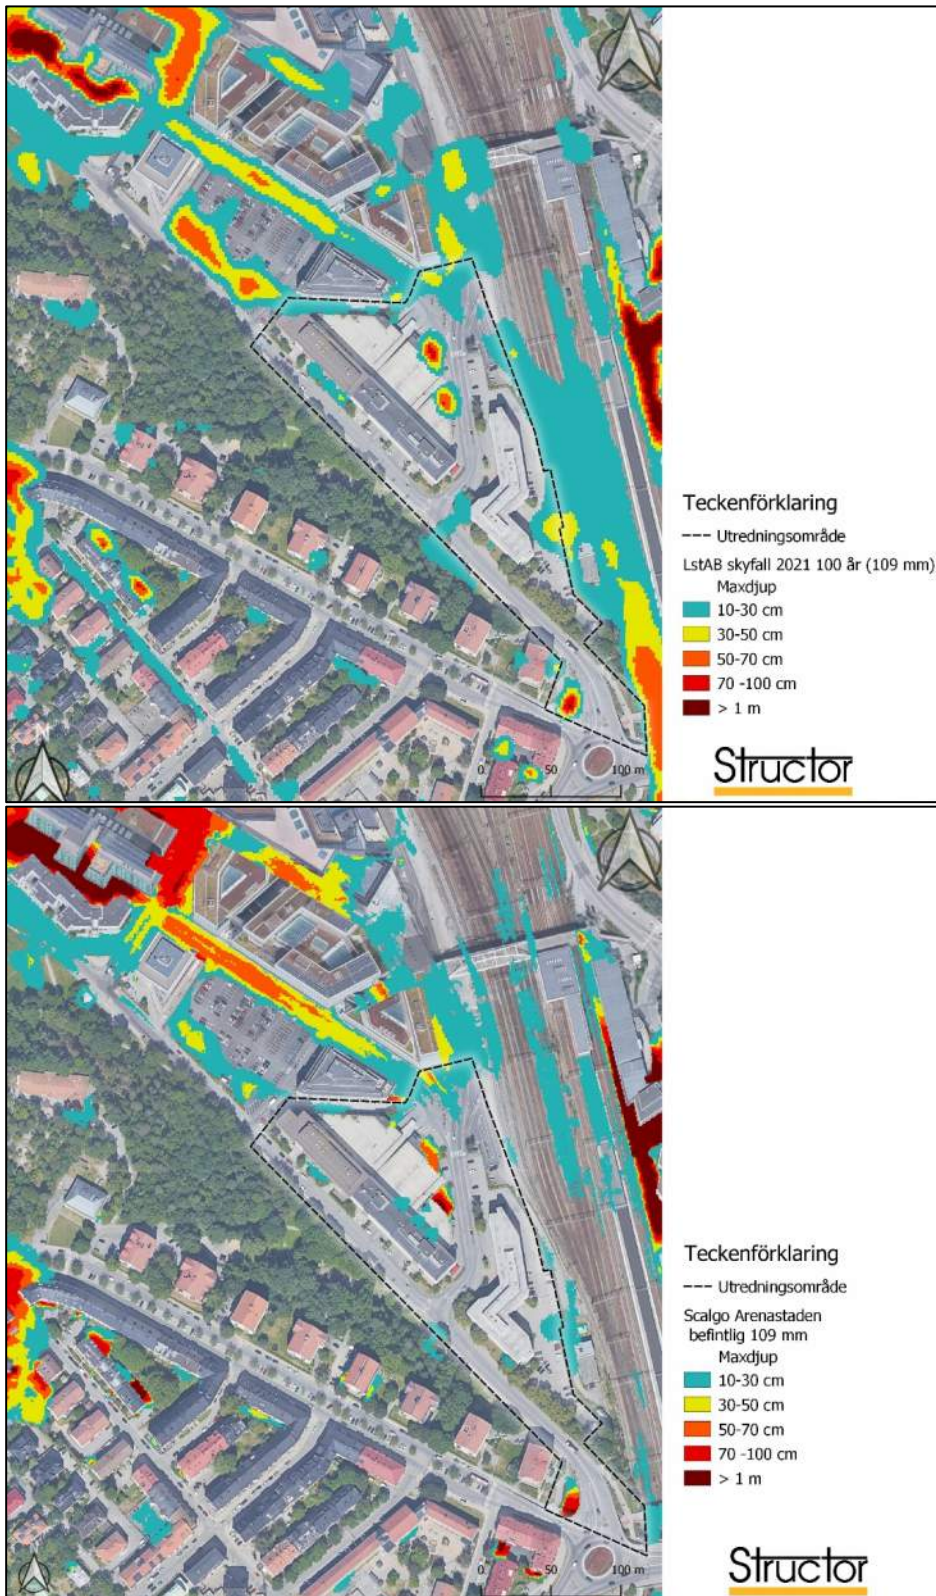 Teckenförklaring
--- Utredningsområde
LstAB skyfall 2021 100 år (109 mm)
Maxdjup
10-30 cm
30-50 cm
50-70 cm
70 -100 cm
> 1 m
Structor
N
0 50 100 m
Teckenförklaring
--- Utredningsområde
Scalgo Arenastaden
befintlig 109 mm
Maxdjup
10-30 cm
30-50 cm
50-70 cm
70 -100 cm
> 1 m
Structor
0 50 100 m